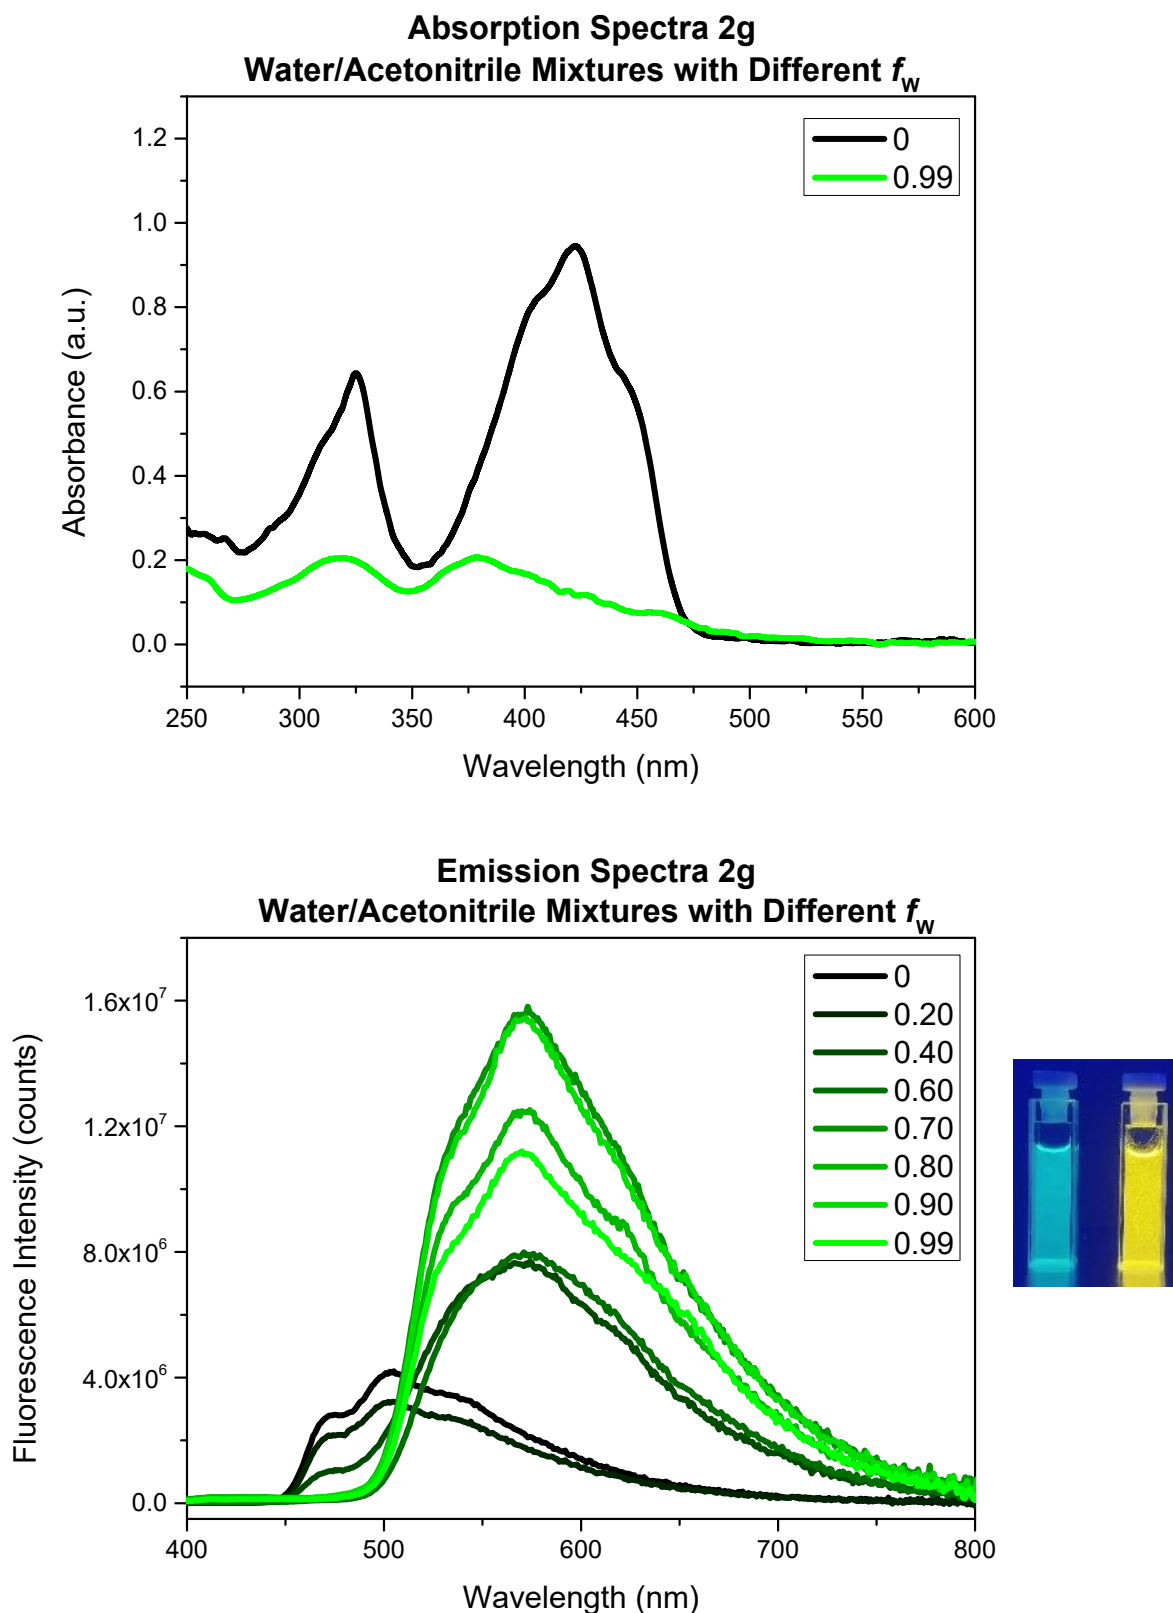 Absorption Spectra 2g
Water/Acetonitrile Mixtures with Different f_w
0
0.99
1.2
1.0
0.8
0.6
0.4
0.2
0.0
Absorbance (a.u.)
250 300 350 400 450 500 550 600
Wavelength (nm)
Emission Spectra 2g
Water/Acetonitrile Mixtures with Different f_w
0
0.20
0.40
0.60
0.70
0.80
0.90
0.99
1.6x10^7
1.2x10^7
8.0x10^6
4.0x10^6
0.0
Fluorescence Intensity (counts)
400 500 600 700 800
Wavelength (nm)